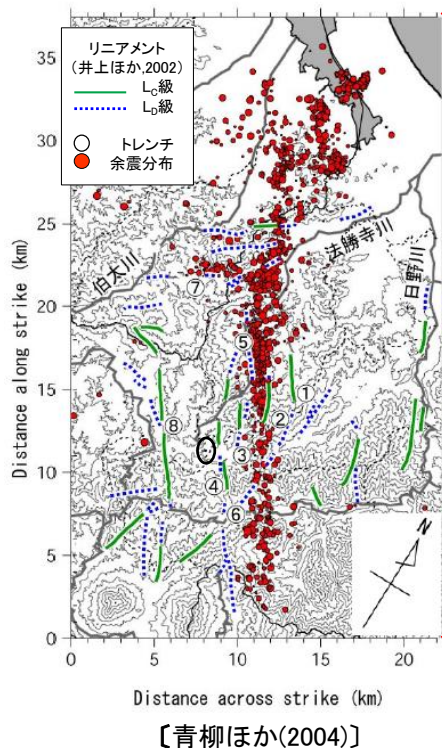 リニアメント
(井上ほか,2002)
LC級
LD級
トレンチ
余震分布
35
30
25
20
15
10
5
0
Distance along strike (km)
伯太川
法勝寺川
日野川
⑦
⑤
①
②
⑧
③
④
⑥
N
0
5
10
15
20
Distance across strike (km)
〔青柳ほか(2004)〕